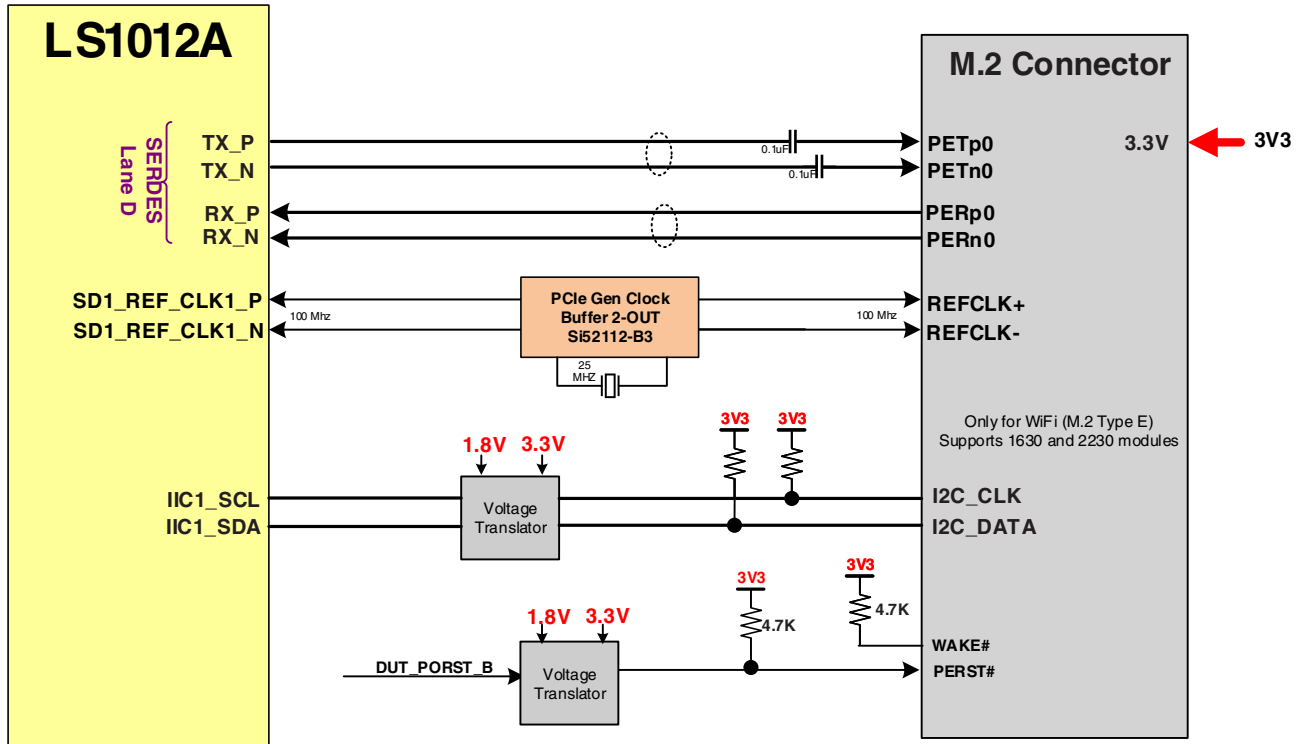 LS1012A
M.2 Connector
SERDES
Lane D
TX_P
0.1uF
PETp0
3.3V
3V3
TX_N
0.1uF
PETn0
RX_P
PERp0
RX_N
PERn0
SD1_REF_CLK1_P
100 Mhz
SD1_REF_CLK1_N
PCIe Gen Clock
Buffer 2-OUT
Si52112-B3
25
MHZ
100 Mhz
REFCLK+
REFCLK-
Only for WiFi (M.2 Type E)
Supports 1630 and 2230 modules
1.8V
3.3V
3V3
3V3
IIC1_SCL
IIC1_SDA
Voltage
Translator
I2C_CLK
I2C_DATA
3V3
4.7K
3V3
4.7K
1.8V
3.3V
DUT_PORST_B
Voltage
Translator
WAKE#
PERST#